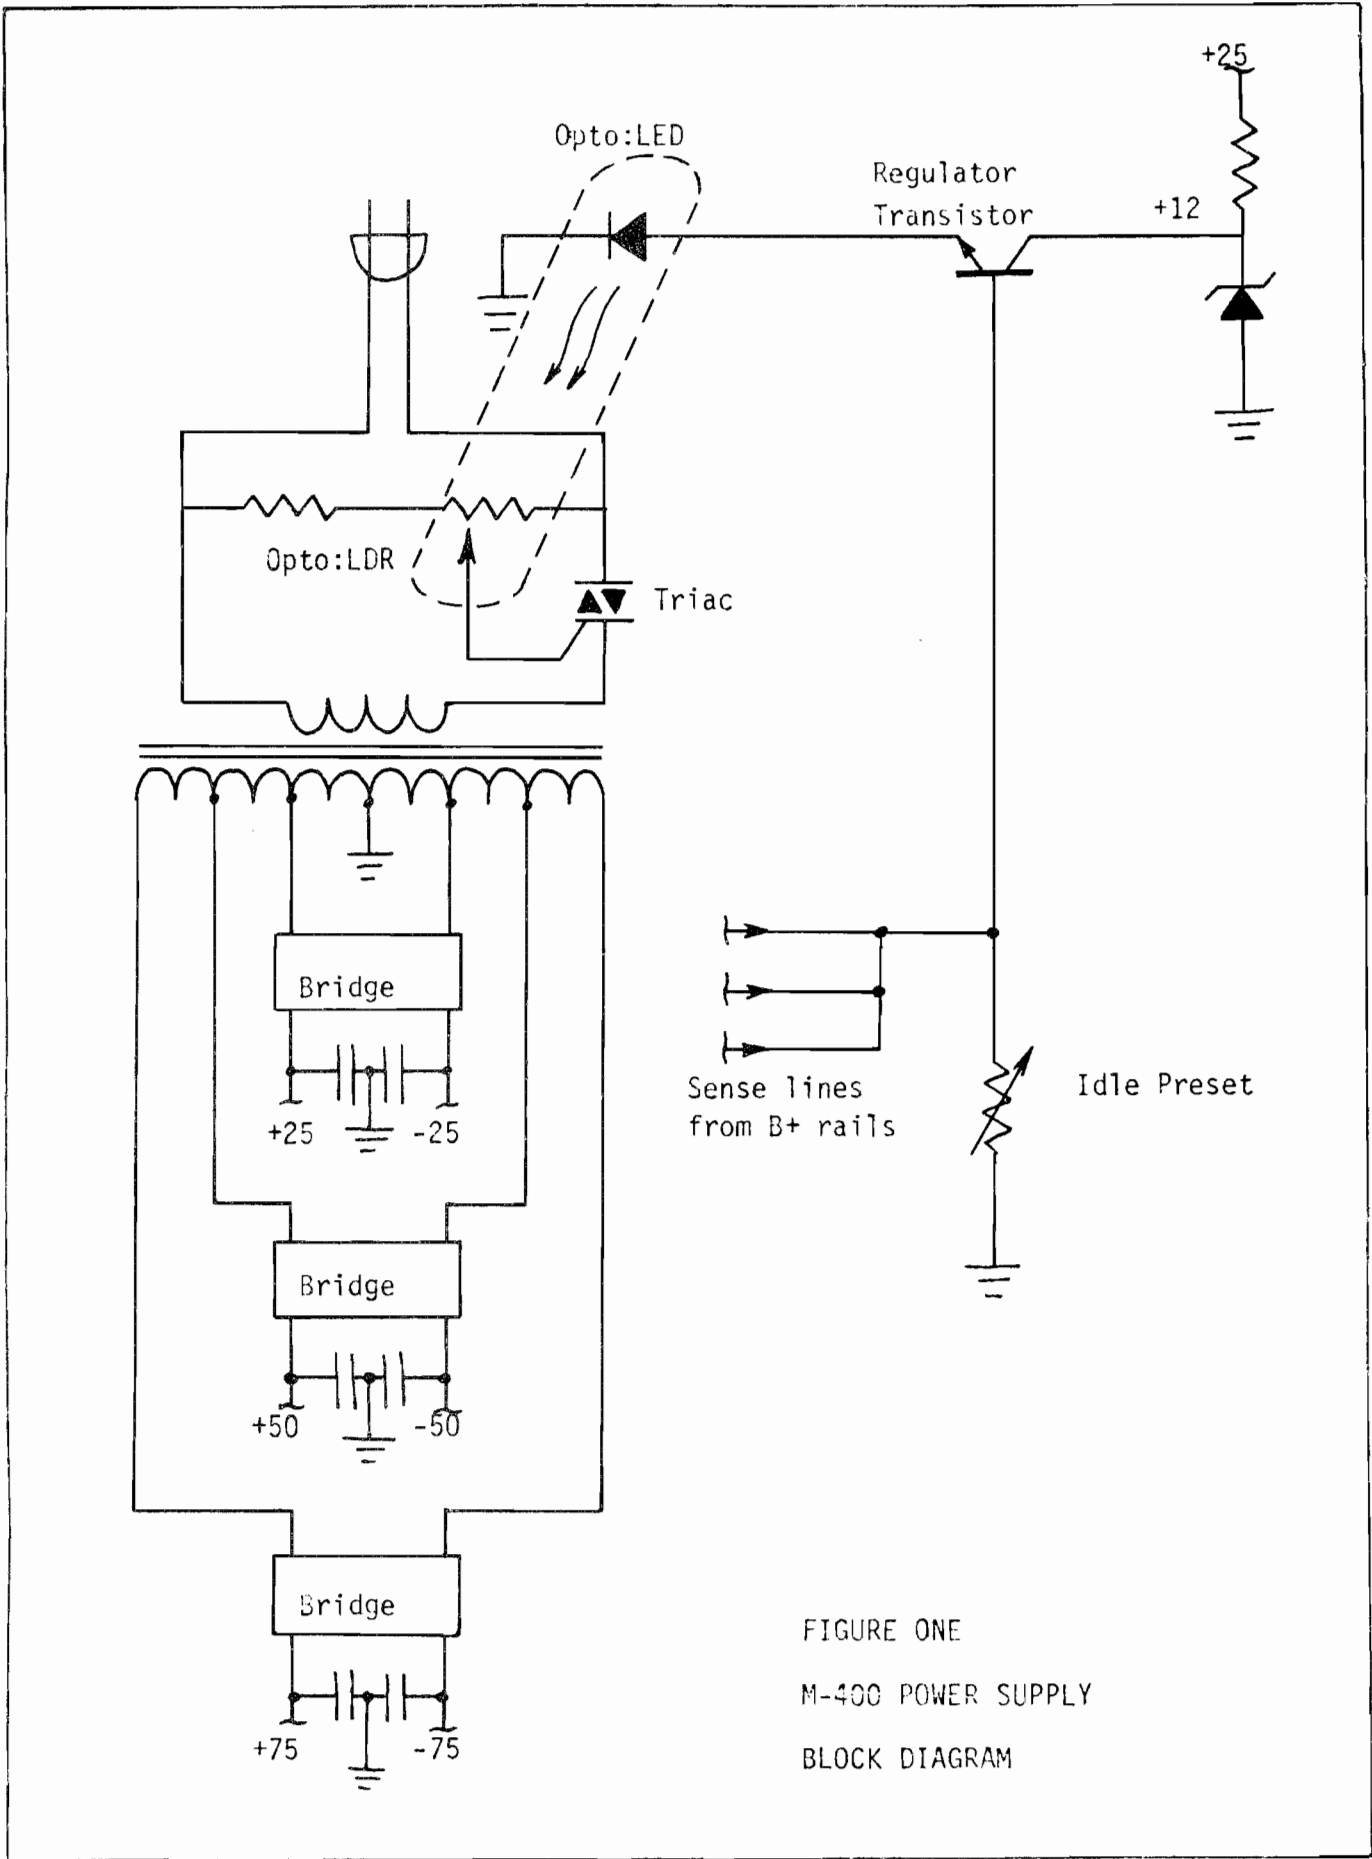 +25
Opto:LED
Regulator
Transistor
+12
Opto:LDR
Triac
Bridge
+25
-25
Sense lines
from B+ rails
Idle Preset
Bridge
+50
-50
Bridge
+75
-75
FIGURE ONE
M-400 POWER SUPPLY
BLOCK DIAGRAM